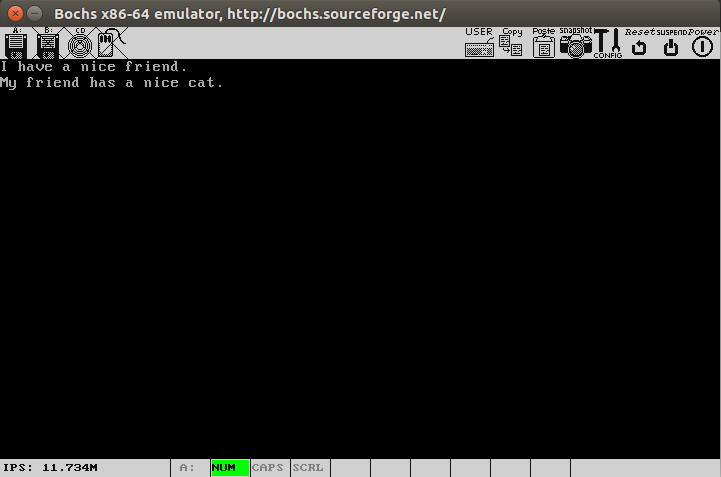 Bochs x86-64 emulator, http://bochs.sourceforge.net/
A: B: CD USER Copy Paste snapshot CONFIG Reset SUSPEND Power
I have a nice friend.
My friend has a nice cat.
IPS: 11.734M A: NUM CAPS SCRL